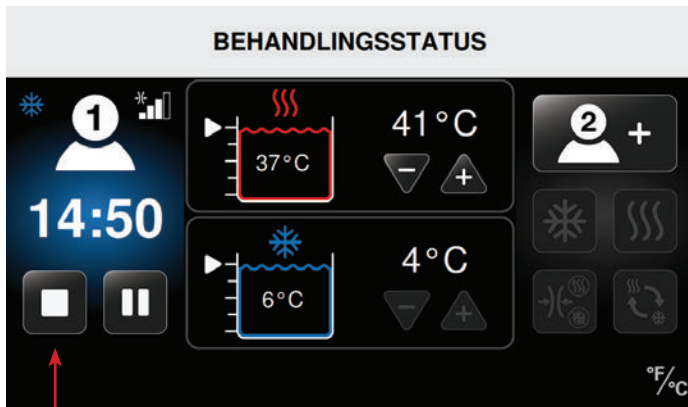 BEHANDLINGSSTATUS
1
14:50
37°C
41°C
- +
6°C
4°C
- +
2 +
°F/°C